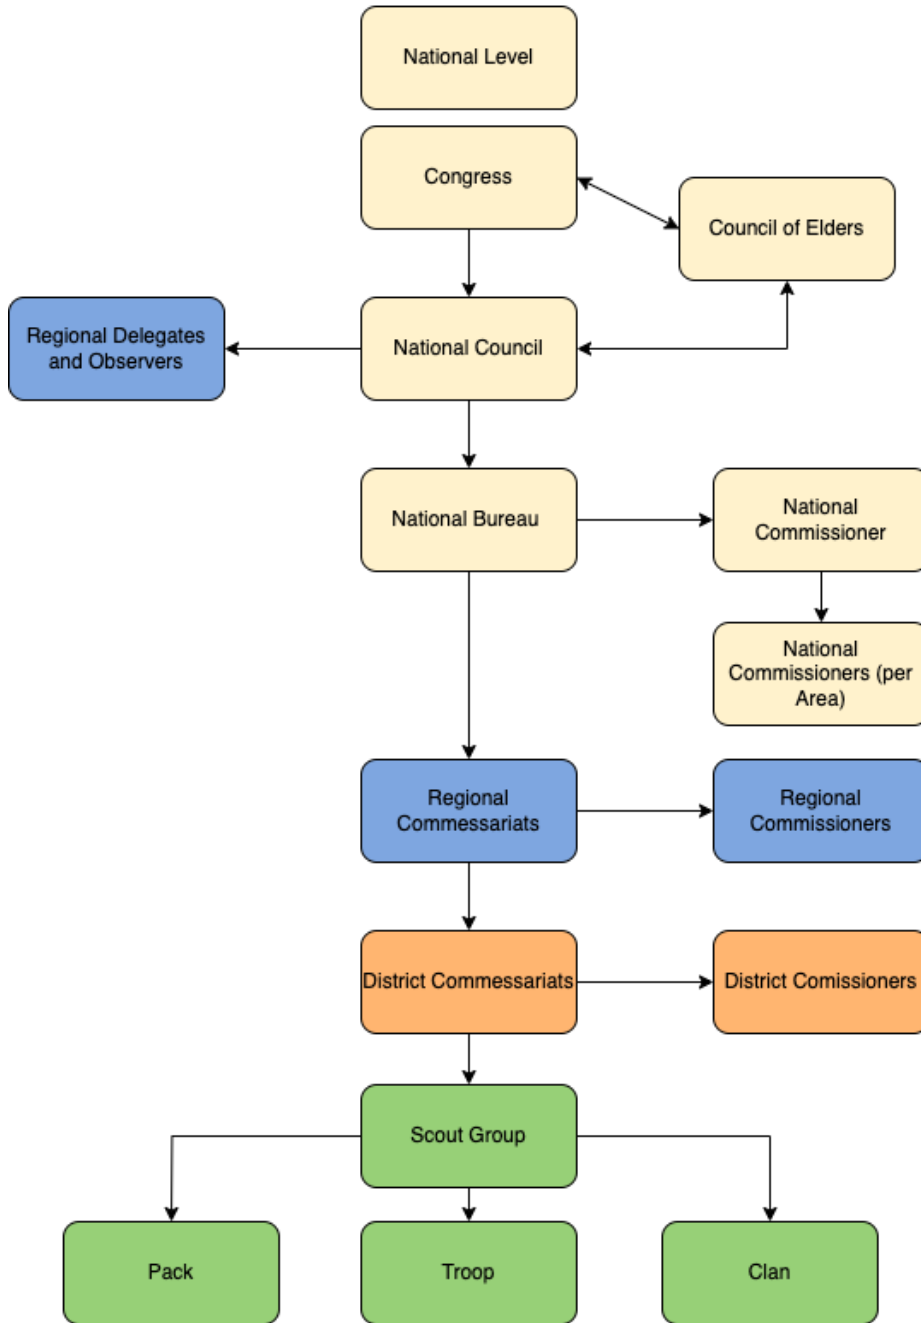 National Level
Congress
Council of Elders
Regional Delegates
and Observers
National Council
National Bureau
National
Commissioner
National
Commissioners (per
Area)
Regional
Commessariats
Regional
Commissioners
District Commessariats
District Comissioners
Scout Group
Pack
Troop
Clan